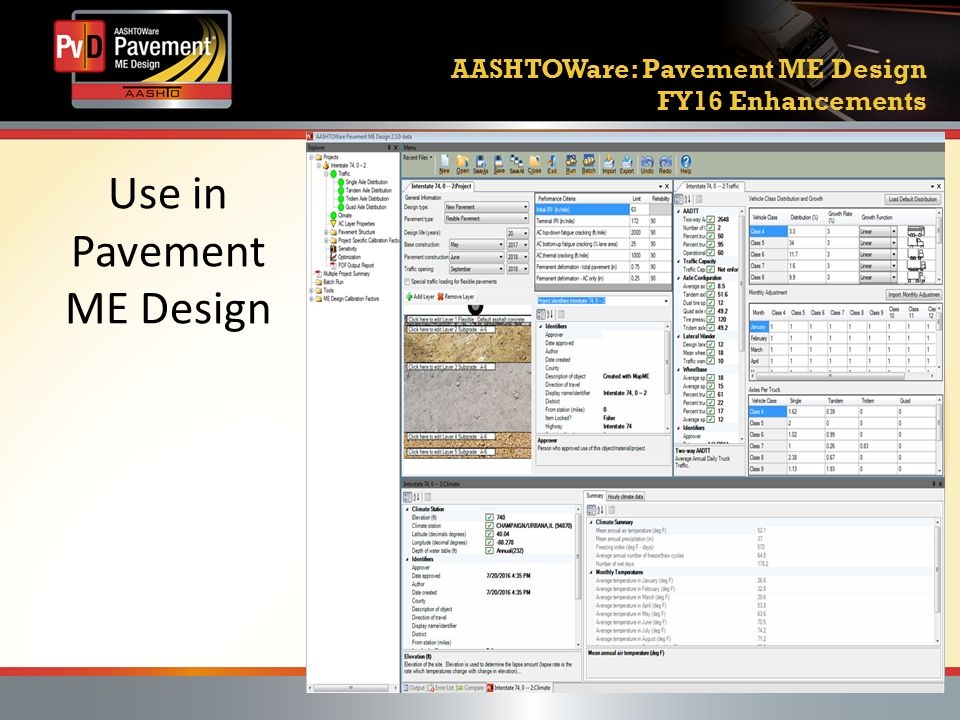 PvD
AASHTOWare
Pavement
ME Design
AASHTO
AASHTOWare: Pavement ME Design
FY16 Enhancements
Use in
Pavement
ME Design
AASHTOWare Pavement ME Design 2.3.0-beta
Explorer
Projects
Interstate 74, 0 -- 2
Traffic
Single Axle Distribution
Tandem Axle Distribution
Tridem Axle Distribution
Quad Axle Distribution
Climate
AC Layer Properties
Pavement Structure
Project Specific Calibration Facto
Sensitivity
Optimization
PDF Output Report
Multiple Project Summary
Batch Run
Tools
ME Design Calibration Factors
Menu
Recent Files
New Open SaveAs Save SaveAll Close Exit Run Batch Import Export Undo Redo Help
Interstate 74, 0 -- 2:Project
General Information
Design type: New Pavement
Pavement type: Flexible Pavement
Design life (years): 20
Base construction: May 2017
Pavement construction: June 2018
Traffic opening: September 2018
Special traffic loading for flexible pavements
Add Layer Remove Layer
Performance Criteria Limit Reliability
Initial IRI (in/mile) 63
Terminal IRI (in/mile) 172 90
AC top-down fatigue cracking (ft/mile) 2000 90
AC bottom-up fatigue cracking (% lane area) 25 90
AC thermal cracking (ft/mile) 1000 90
Permanent deformation - total pavement (in) 0.75 90
Permanent deformation - AC only (in) 0.25 90
Click here to edit Layer 1 Flexible : Default asphalt concrete
Click here to edit Layer 2 Subgrade : A-6
Click here to edit Layer 3 Subgrade : A-6
Click here to edit Layer 4 Subgrade : A-6
Click here to edit Layer 5 Subgrade : A-6
Project identifiers Interstate 74, 0 -- 2
Identifiers
Approver
Date approved
Author
Date created
County
Description of object Created with MapME
Direction of travel
Display name/identifier Interstate 74, 0 -- 2
District
From station (miles) 0
Item Locked? False
Highway Interstate 74
Approver
Person who approved use of this object/material/project
Interstate 74, 0 -- 2:Traffic
AADTT
Two-way A 2648
Number of l 2
Percent tru 50
Percent tru 95
Operational 60
Traffic Capacity
Traffic Cap Not enfor
Axle Configuration
Average a 8.5
Tandem ax 51.6
Tridem axl 49.2
Dual tire sp 12
Quad axle 49.2
Tire pressu 120
Average a 12
Lateral Wander
Design lane 12
Mean whee 18
Traffic wan 10
Wheelbase
Average sp 18
Average sp 15
Average sp 12
Percent tru 61
Percent tru 22
Percent tru 17
Identifiers
Approver
Two-way AADTT
Average Annual Daily Truck
Traffic.
Vehicle Class Distribution and Growth
Load Default Distribution
Vehicle Class Distribution (%) Growth Rate (%) Growth Function
Class 4 3.3 3 Linear
Class 5 34 3 Linear
Class 6 11.7 3 Linear
Class 7 1.6 3 Linear
Class 8 9.9 3 Linear
Monthly Adjustment
Import Monthly Adjustmen
Month Class 4 Class 5 Class 6 Class 7 Class 8 Class 9 Class 10 Class 11 Class 12
January 1 1 1 1 1 1 1 1 1
February 1 1 1 1 1 1 1 1 1
March 1 1 1 1 1 1 1 1 1
April 1 1 1 1 1 1 1 1 1
Axles Per Truck
Vehicle Class Single Tandem Tridem Quad
Class 4 1.62 0.39 0 0
Class 5 2 0 0 0
Class 6 1.02 0.99 0 0
Class 7 1 0.26 0.83 0
Class 8 2.38 0.67 0 0
Class 9 1.13 1.93 0 0
Interstate 74, 0 -- 2:Climate
Climate Station
Elevation (ft) 740
Climate station CHAMPAIGN/URBANA,IL (94870)
Latitude (decimals degrees) 40.04
Longitude (decimal degrees) -88.278
Depth of water table (ft) Annual(232)
Identifiers
Approver
Date approved 7/20/2016 4:35 PM
Author
Date created 7/20/2016 4:35 PM
County
Description of object
Direction of travel
Display name/identifier
District
From station (miles)
Elevation (ft)
Elevation of the site. Elevation is used to determine the lapse amount (lapse rate is the
rate which temperatures change with change in elevation)...
Summary Hourly climate data
Climate Summary
Mean annual air temperature (deg F) 52.1
Mean annual precipitation (in) 37
Freezing index (deg F - days) 572
Average annual number of freeze/thaw cycles 64.8
Number of wet days 178.2
Monthly Temperatures
Average temperature in January (deg F) 26.6
Average temperature in February (deg F) 32.8
Average temperature in March (deg F) 39.6
Average temperature in April (deg F) 53.8
Average temperature in May (deg F) 63.6
Average temperature in June (deg F) 70.5
Average temperature in July (deg F) 74.2
Average temperature in August (deg F) 71.2
Mean annual air temperature (deg F)
Output Error List Compare Interstate 74, 0 -- 2:Climate